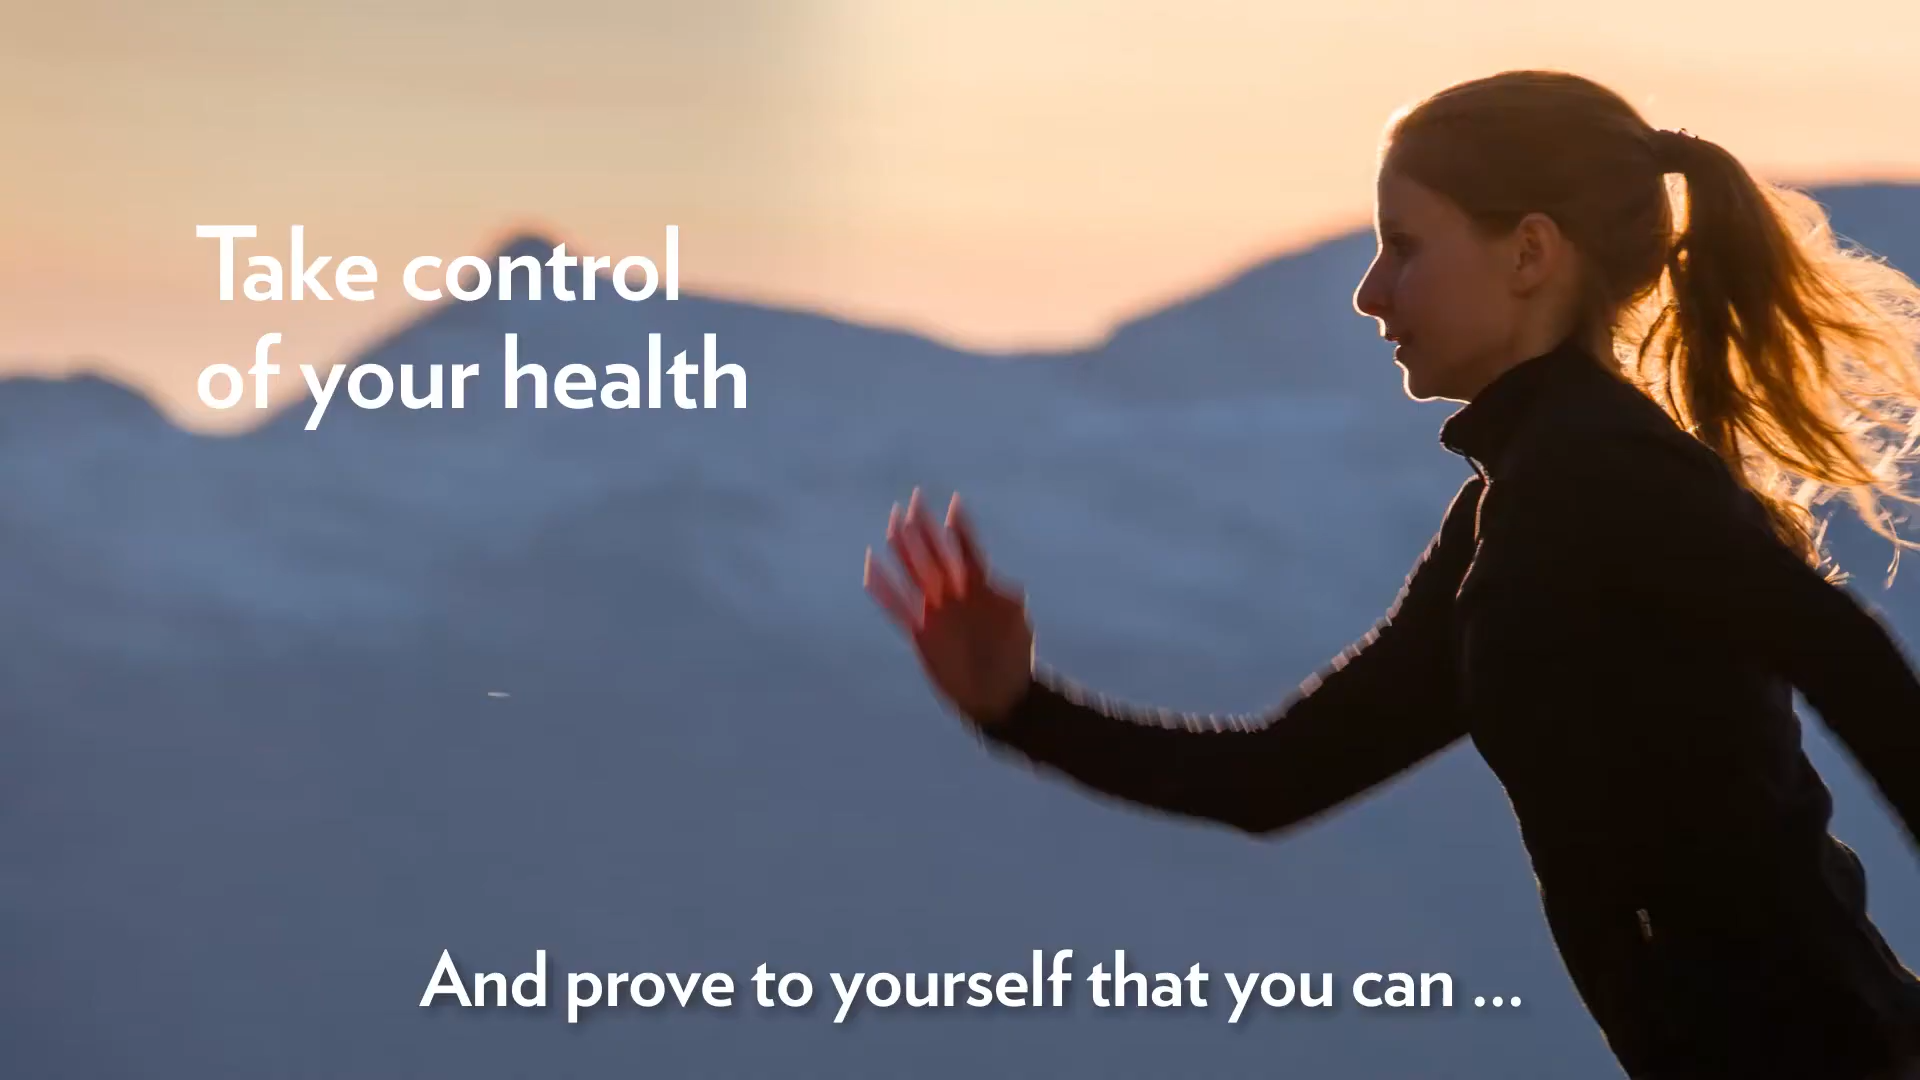 Take control
of your health
And prove to yourself that you can ...